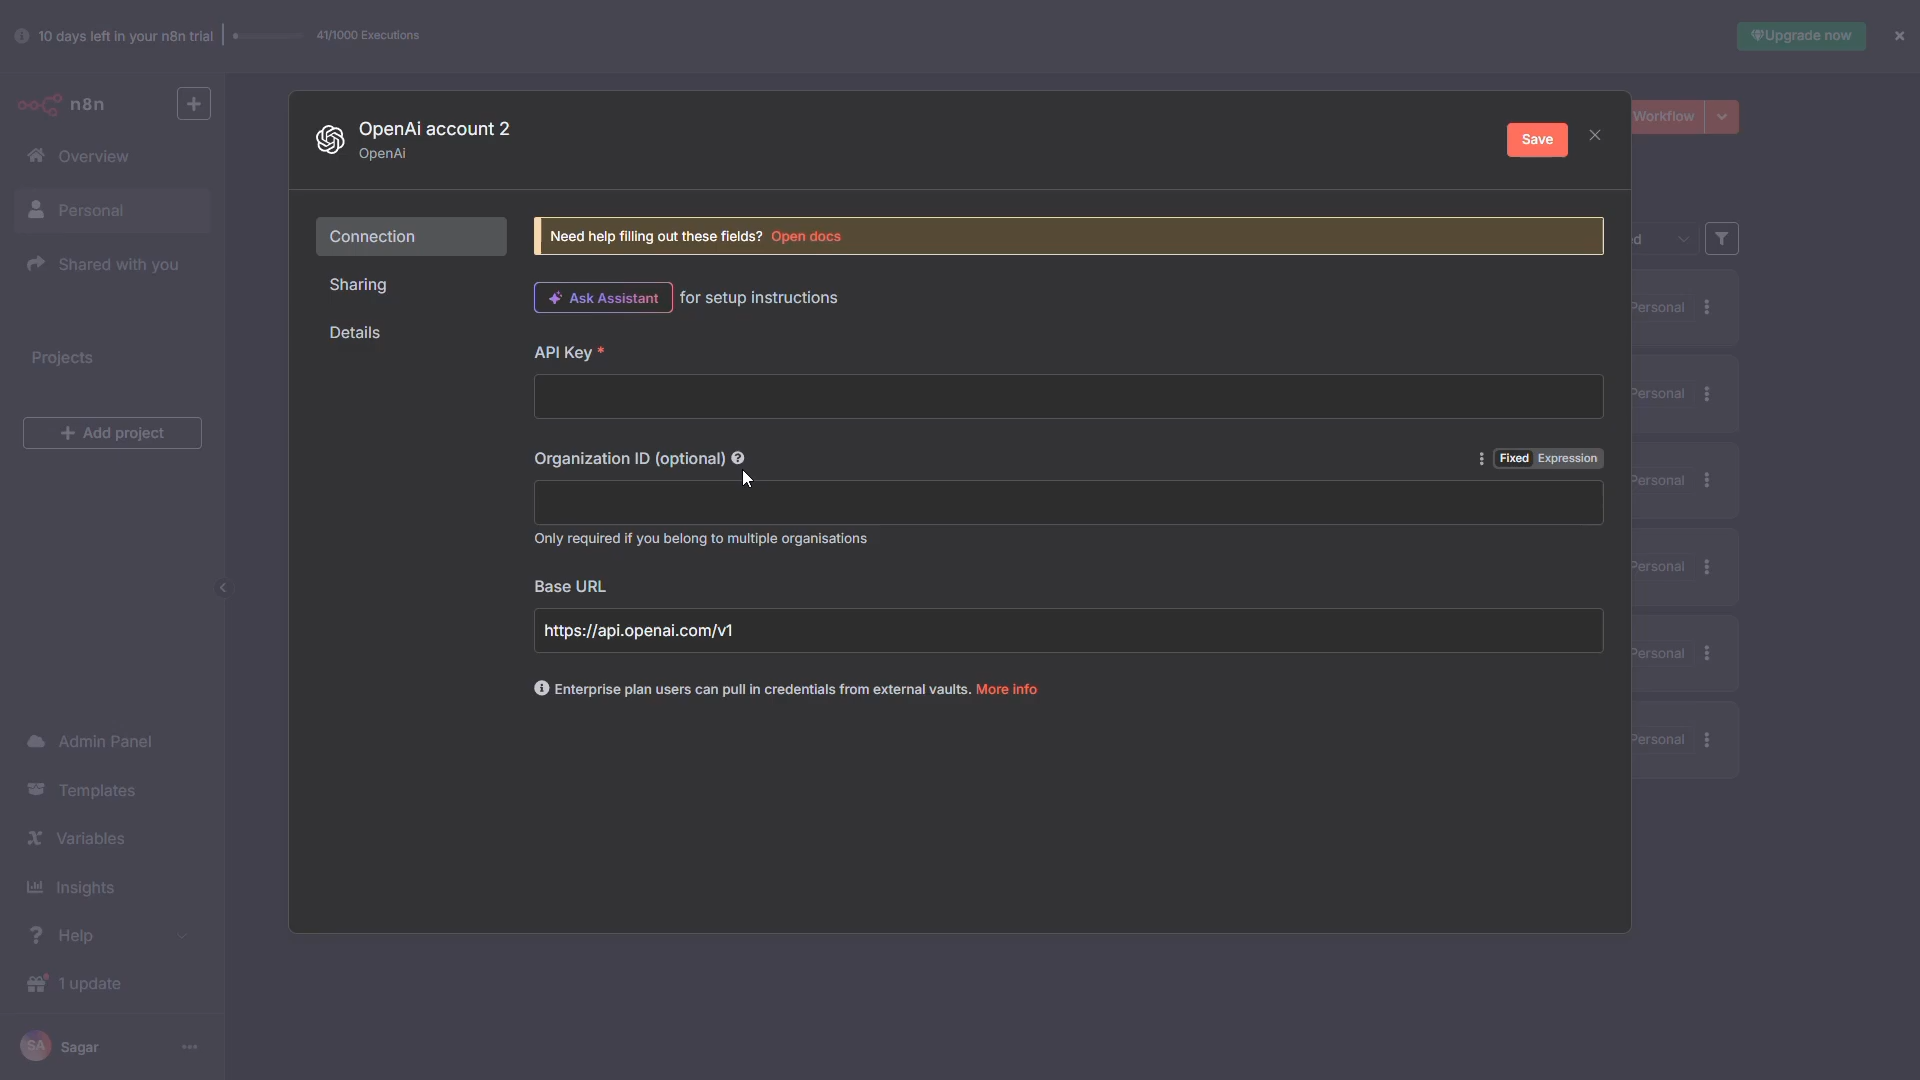 10 days left in your n8n trial
41/1000 Executions
Upgrade now
n8n
Overview
Personal
Shared with you
Projects
Add project
Admin Panel
Templates
Variables
Insights
Help
1 update
SA
Sagar
OpenAi account 2
OpenAi
Save
Workflow
Connection
Sharing
Details
Need help filling out these fields? Open docs
Ask Assistant for setup instructions
API Key *
Organization ID (optional)
Fixed Expression
Only required if you belong to multiple organisations
Base URL
https://api.openai.com/v1
Enterprise plan users can pull in credentials from external vaults. More info
Personal
Personal
Personal
Personal
Personal
Personal